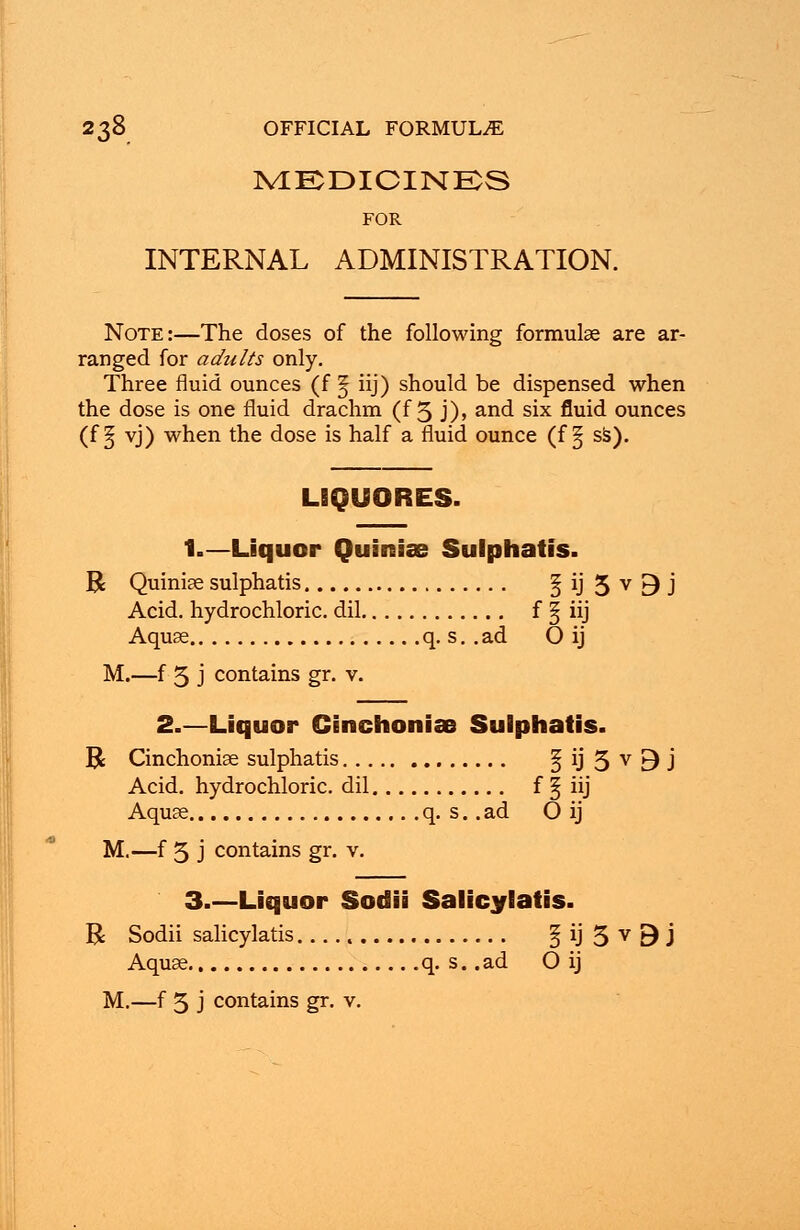 238 OFFICIAL FORMULÆ
MEDICINES
FOR
INTERNAL ADMINISTRATION.
NOTE:—The doses of the following formulæ are ar-
ranged for adults only.
Three fluid ounces (f ℥ iij) should be dispensed when
the dose is one fluid drachm (f ʒ j), and six fluid ounces
(f ℥ vj) when the dose is half a fluid ounce (f ℥ ss).
LIQUORES.
1.—Liquor Quiniæ Sulphatis.
℞ Quiniæ sulphatis.................... ℥ ij ʒ v ℈ j
Acid. hydrochloric. dil............. f ℥ iij
Aquæ.....................q. s. .ad O ij
M.—f ʒ j contains gr. v.
2.—Liquor Cinchoniæ Sulphatis.
℞ Cinchoniæ sulphatis............. ℥ ij ʒ v ℈ j
Acid. hydrochloric. dil............ f ℥ iij
Aquæ.....................q. s. .ad O ij
M.—f ʒ j contains gr. v.
3.—Liquor Sodii Salicylatis.
℞ Sodii salicylatis.................... ℥ ij ʒ v ℈ j
Aquæ.....................q. s. .ad O ij
M.—f ʒ j contains gr. v.